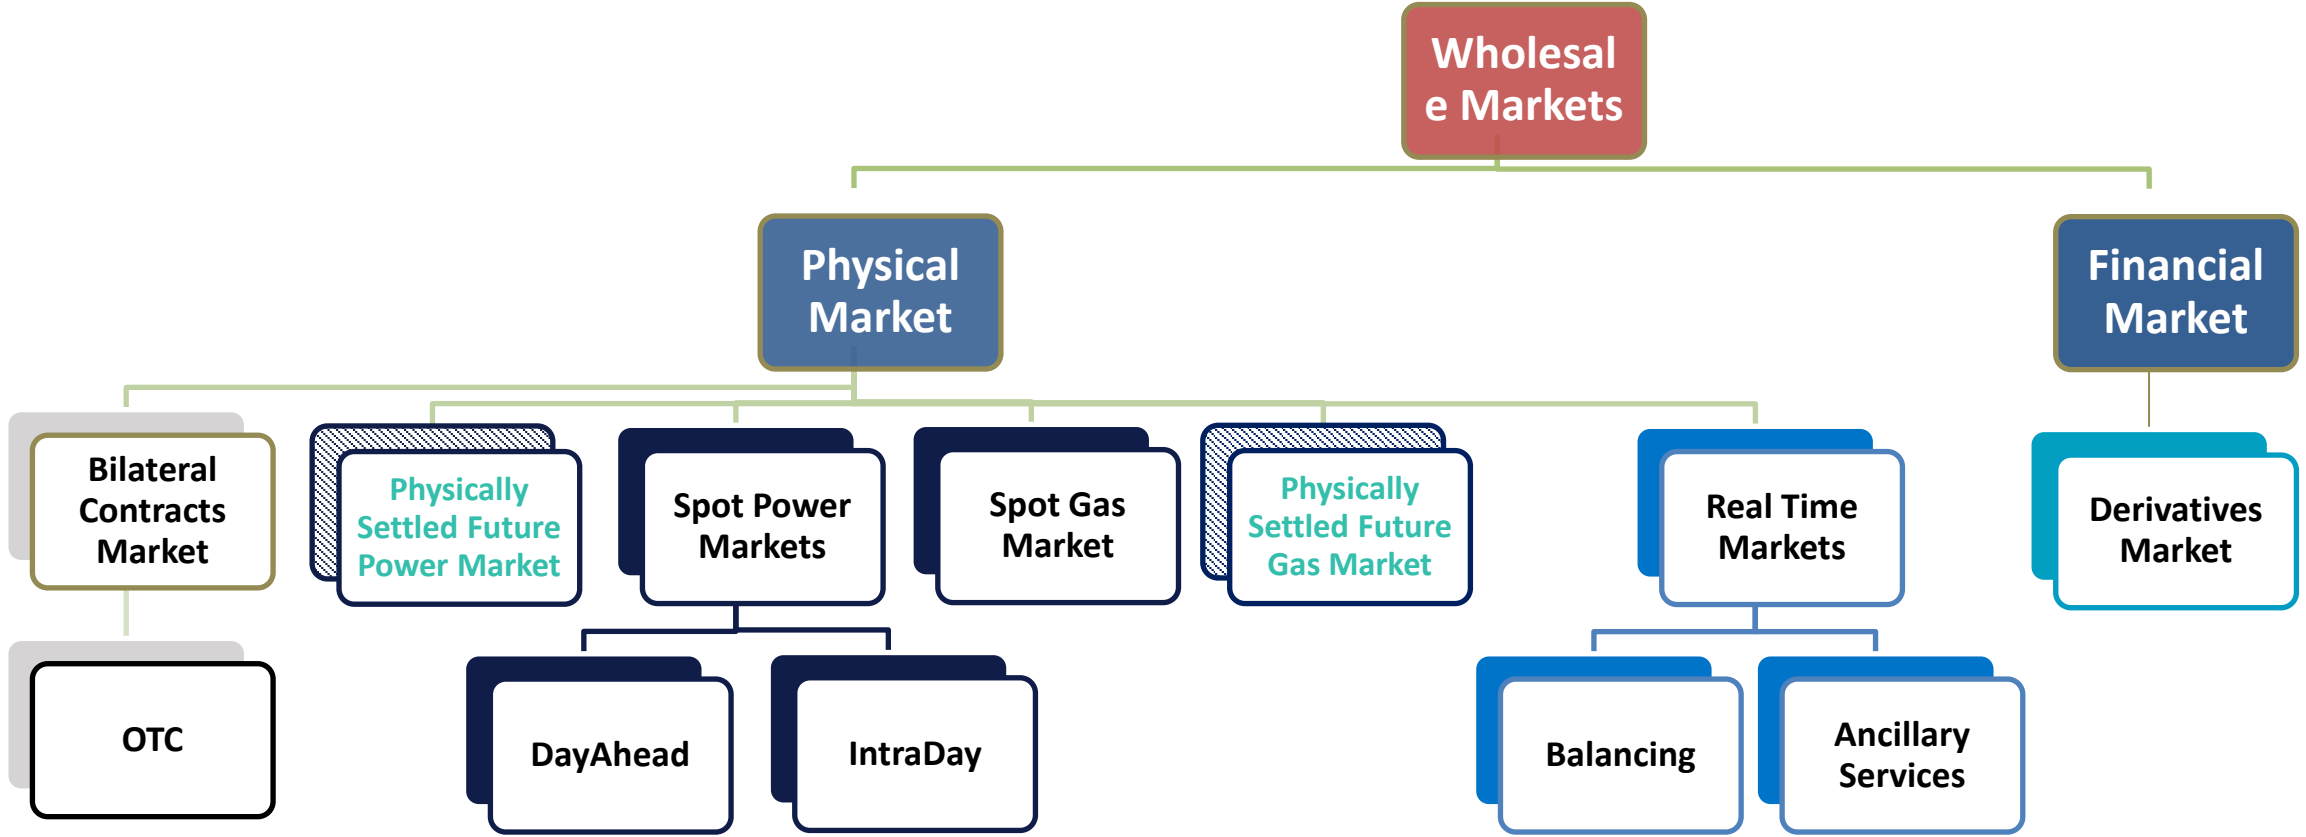 Wholesal
e Markets
Physical
Market
Financial
Market
Bilateral
Contracts
Market
Physically
Settled Future
Power Market
Spot Power
Markets
Spot Gas
Market
Physically
Settled Future
Gas Market
Real Time
Markets
Derivatives
Market
OTC
DayAhead
IntraDay
Balancing
Ancillary
Services